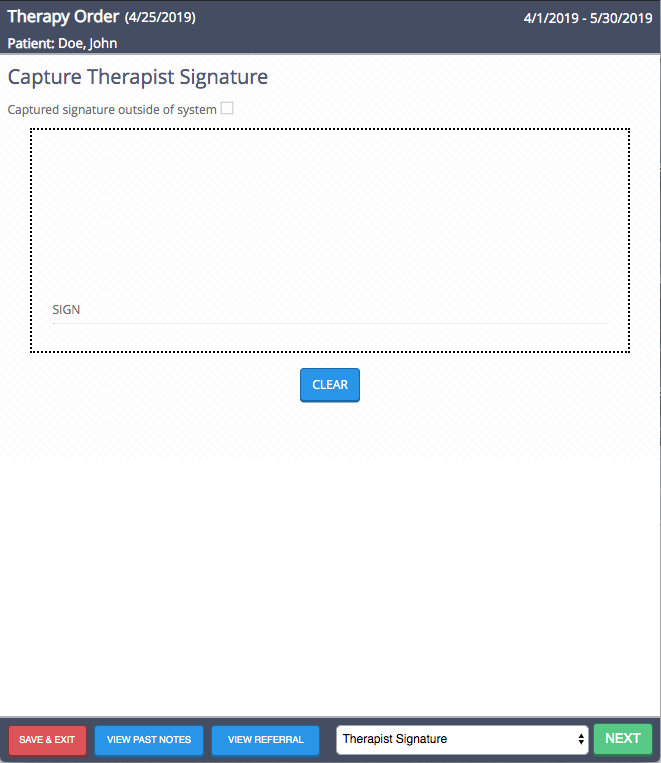 Therapy Order (4/25/2019) 4/1/2019 - 5/30/2019
Patient: Doe, John
Capture Therapist Signature
Captured signature outside of system
SIGN
CLEAR
SAVE & EXIT VIEW PAST NOTES VIEW REFERRAL Therapist Signature NEXT